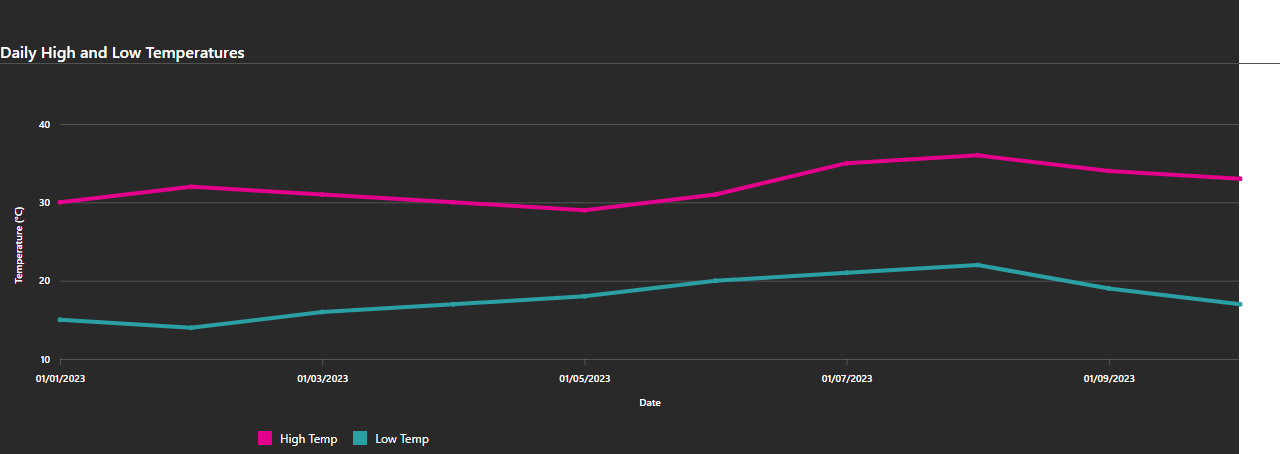 Daily High and Low Temperatures
40
30
20
10
Temperature (°C)
01/01/2023 01/03/2023 01/05/2023 01/07/2023 01/09/2023
Date
High Temp Low Temp